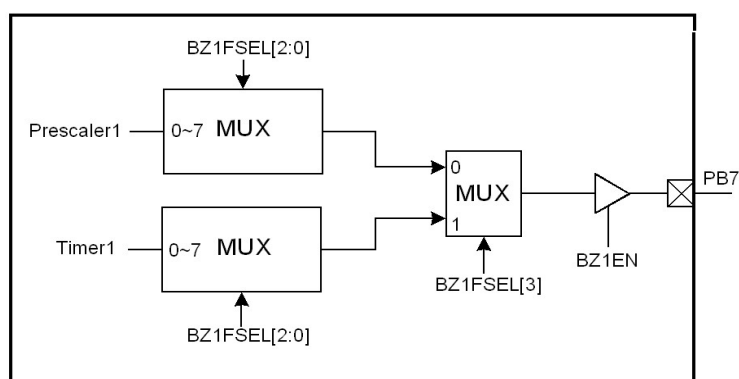 BZ1FSEL[2:0]
Prescaler1
0~7 MUX
0
MUX
1
PB7
Timer1
0~7 MUX
BZ1EN
BZ1FSEL[3]
BZ1FSEL[2:0]